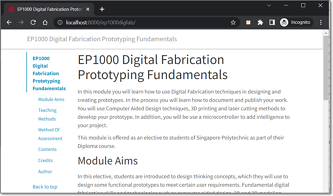 EP1000 Digital Fabrication Prot
localhost:8000/ep1000digfab/
Incognito
EP1000 Digital Fabrication Prototyping Fundamentals
EP1000
Digital
Fabrication
Prototyping
Fundamentals
Module Aims
Teaching
Methods
Method Of
Assessment
Contents
Credits
Author
Back to top
EP1000 Digital Fabrication
Prototyping Fundamentals
In this module you will learn how to use Digital Fabrication techniques in designing and
creating prototypes. In the process you will learn how to document and publish your work.
You will use Computer Aided Design techniques, 3D printing and laser cutting methods to
develop your prototype. In addition, you will be use a microcontroller to add intelligence to
your project.
This module is offered as an elective to students of Singapore Polytechnic as part of their
Diploma course.
Module Aims
In this elective, students are introduced to design thinking concepts, which they will use to
design some functional prototypes to meet certain user requirements. Fundamental digital